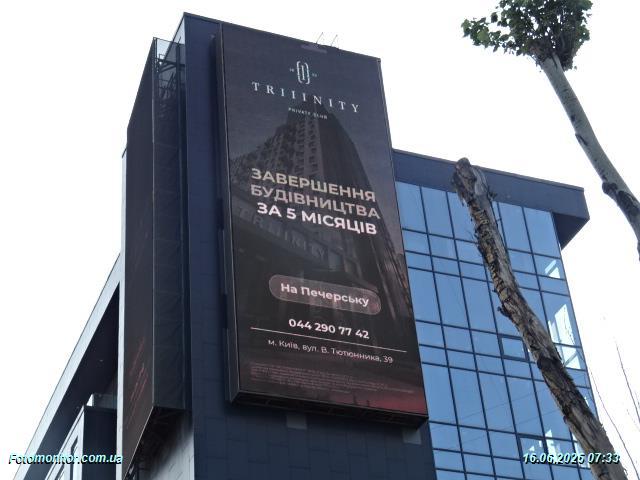 TRIIINITY
PRIVATE CLUB
ЗАВЕРШЕННЯ
БУДІВНИЦТВА
ЗА 5 МІСЯЦІВ
На Печерську
044 290 77 42
м. Київ, вул. В. Тютюнника, 39
Fotomonitor.com.ua
16.06.2025 07:33